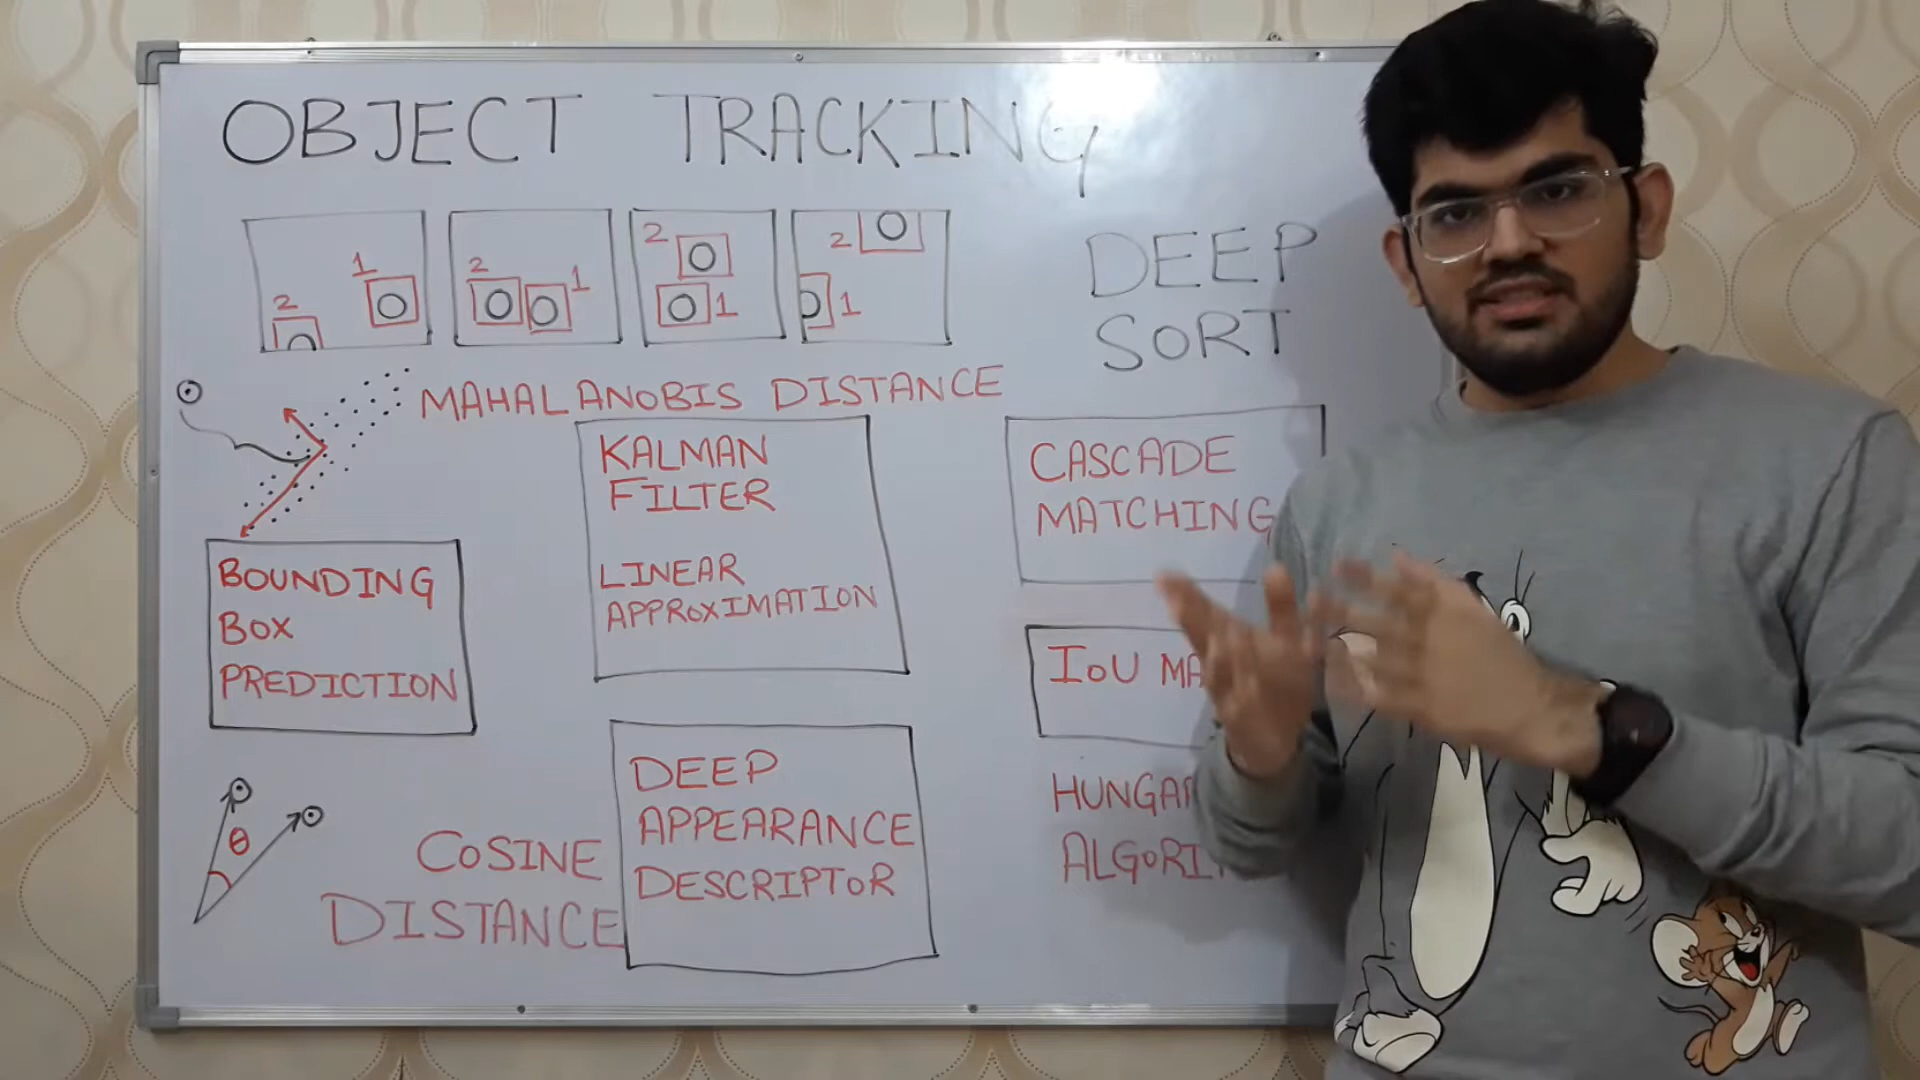 OBJECT TRACKING
2
1
2
1
2
1
2
1
DEEP
SORT
MAHALANOBIS DISTANCE
KALMAN
FILTER
LINEAR
APPROXIMATION
CASCADE
MATCHING
BOUNDING
BOX
PREDICTION
IOU
DEEP
APPEARANCE
DESCRIPTOR
θ
COSINE
DISTANCE